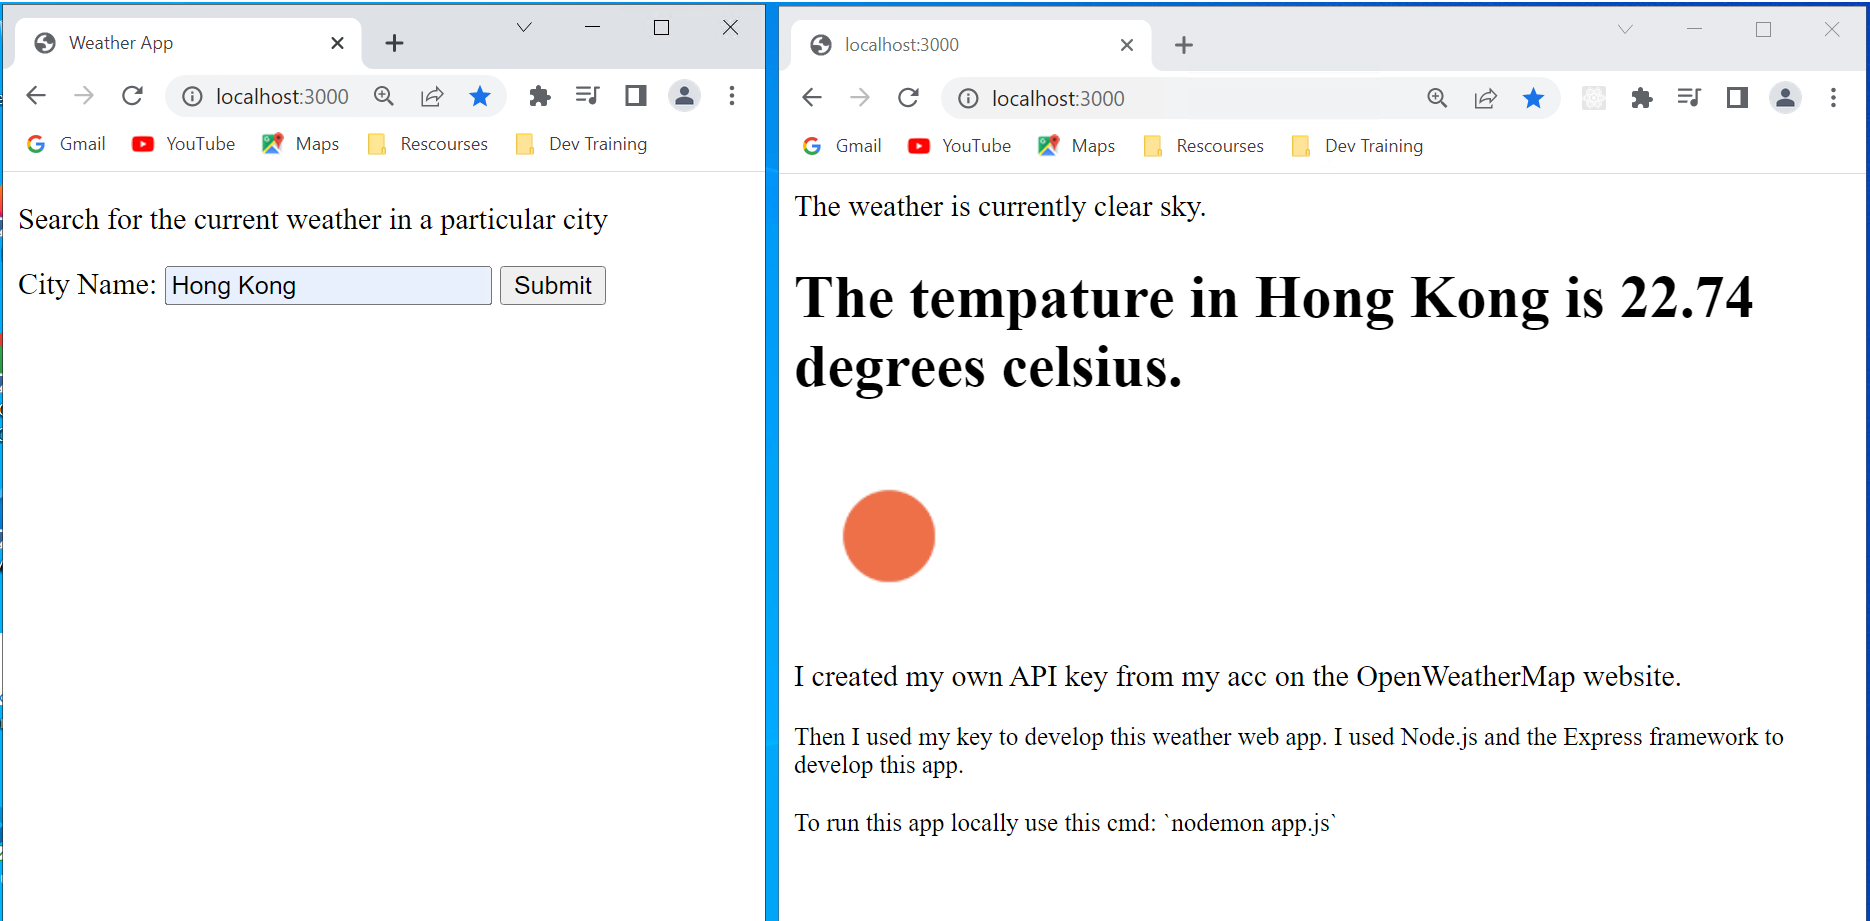 Weather App
localhost:3000
Gmail YouTube Maps Rescourses Dev Training
Search for the current weather in a particular city
City Name: Hong Kong Submit
localhost:3000
localhost:3000
Gmail YouTube Maps Rescourses Dev Training
The weather is currently clear sky.
The tempature in Hong Kong is 22.74
degrees celsius.
I created my own API key from my acc on the OpenWeatherMap website.
Then I used my key to develop this weather web app. I used Node.js and the Express framework to
develop this app.
To run this app locally use this cmd: `nodemon app.js`